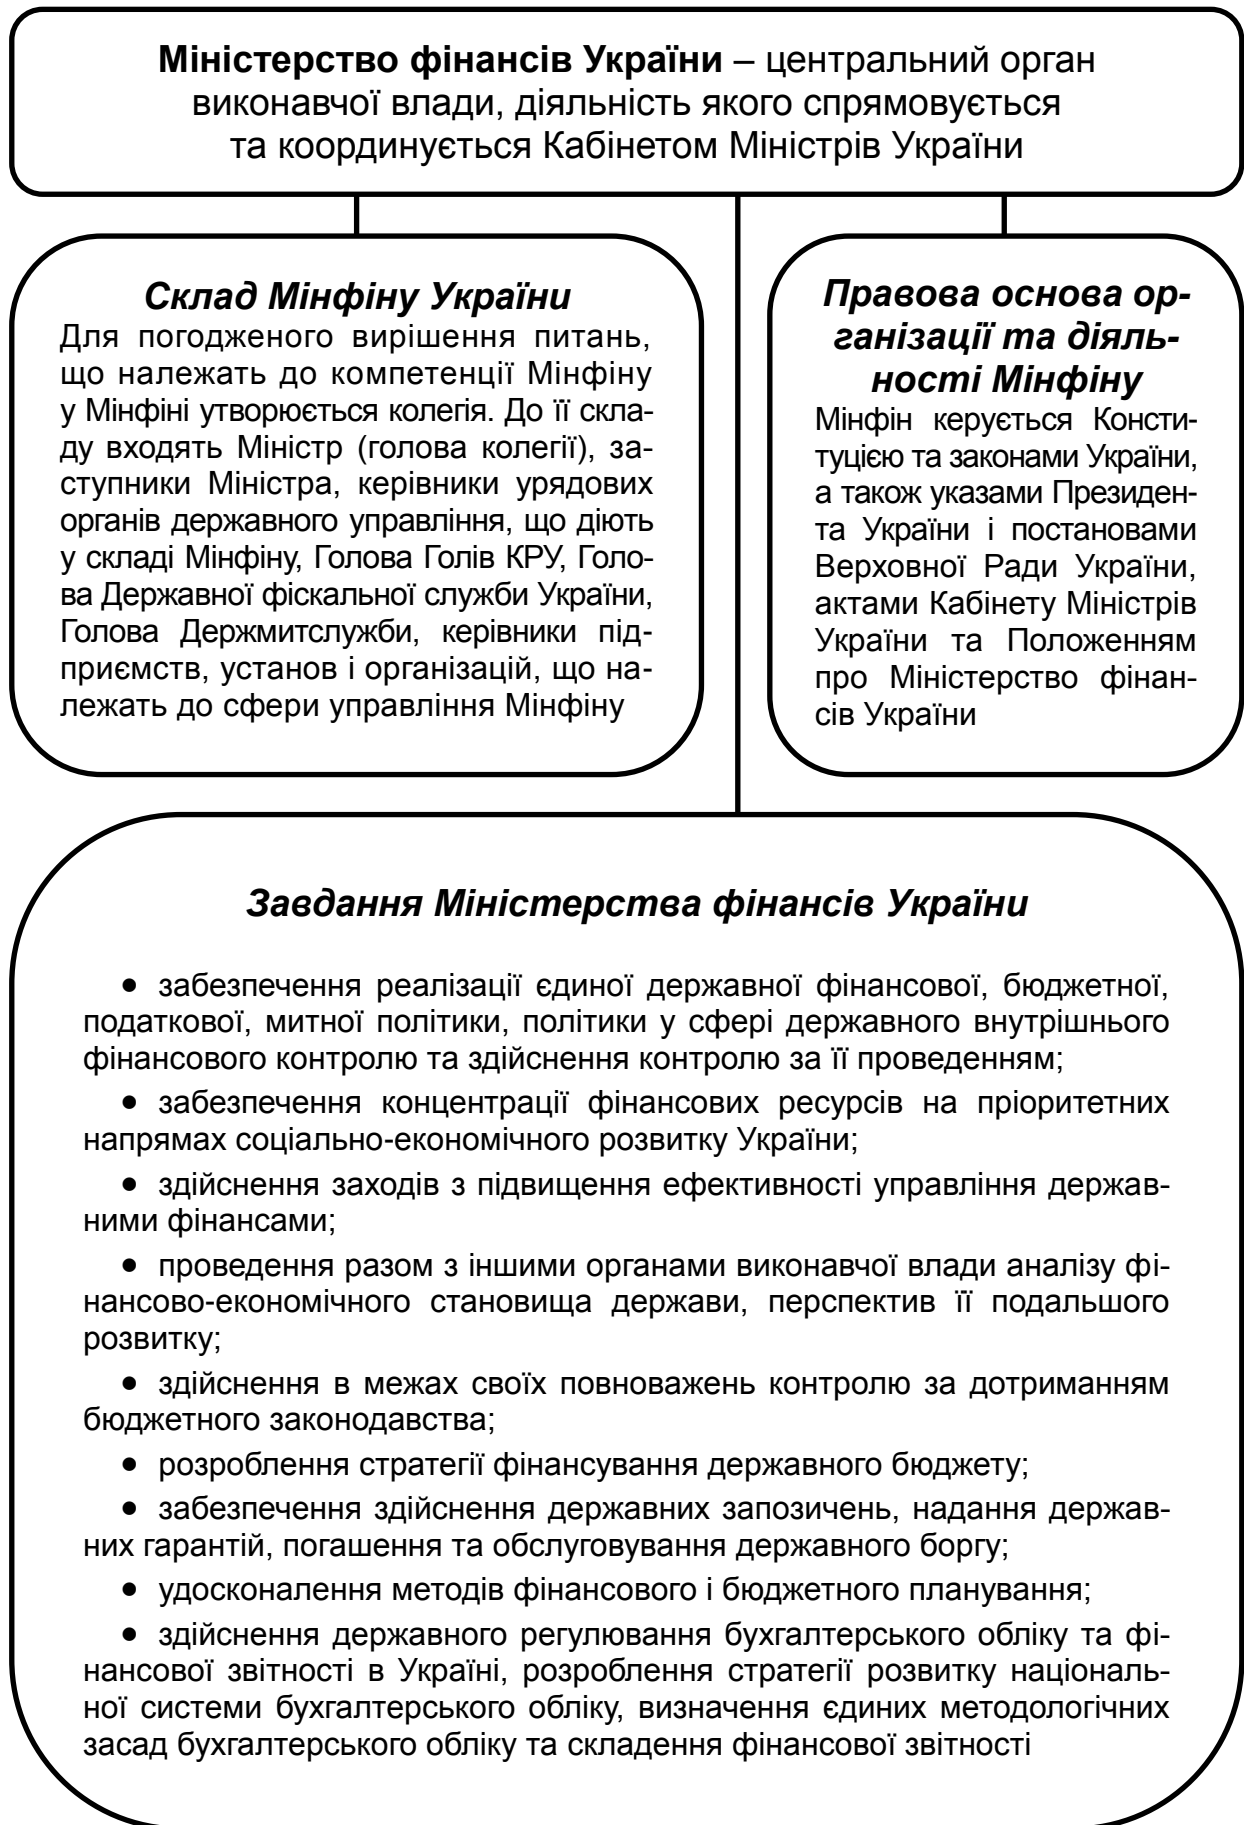 Міністерство фінансів України – центральний орган
виконавчої влади, діяльність якого спрямовується
та координується Кабінетом Міністрів України
Склад Мінфіну України
Для погодженого вирішення питань,
що належать до компетенції Мінфіну
у Мінфіні утворюється колегія. До її скла-
ду входять Міністр (голова колегії), за-
ступники Міністра, керівники урядових
органів державного управління, що діють
у складі Мінфіну, Голова Голів КРУ, Голо-
ва Державної фіскальної служби України,
Голова Держмитслужби, керівники під-
приємств, установ і організацій, що на-
лежать до сфери управління Мінфіну
Правова основа ор-
ганізації та діяль-
ності Мінфіну
Мінфін керується Консти-
туцією та законами України,
а також указами Президен-
та України і постановами
Верховної Ради України,
актами Кабінету Міністрів
України та Положенням
про Міністерство фінан-
сів України
Завдання Міністерства фінансів України
• забезпечення реалізації єдиної державної фінансової, бюджетної,
податкової, митної політики, політики у сфері державного внутрішнього
фінансового контролю та здійснення контролю за її проведенням;
• забезпечення концентрації фінансових ресурсів на пріоритетних
напрямах соціально-економічного розвитку України;
• здійснення заходів з підвищення ефективності управління держав-
ними фінансами;
• проведення разом з іншими органами виконавчої влади аналізу фі-
нансово-економічного становища держави, перспектив її подальшого
розвитку;
• здійснення в межах своїх повноважень контролю за дотриманням
бюджетного законодавства;
• розроблення стратегії фінансування державного бюджету;
• забезпечення здійснення державних запозичень, надання держав-
них гарантій, погашення та обслуговування державного боргу;
• удосконалення методів фінансового і бюджетного планування;
• здійснення державного регулювання бухгалтерського обліку та фі-
нансової звітності в Україні, розроблення стратегії розвитку національ-
ної системи бухгалтерського обліку, визначення єдиних методологічних
засад бухгалтерського обліку та складення фінансової звітності